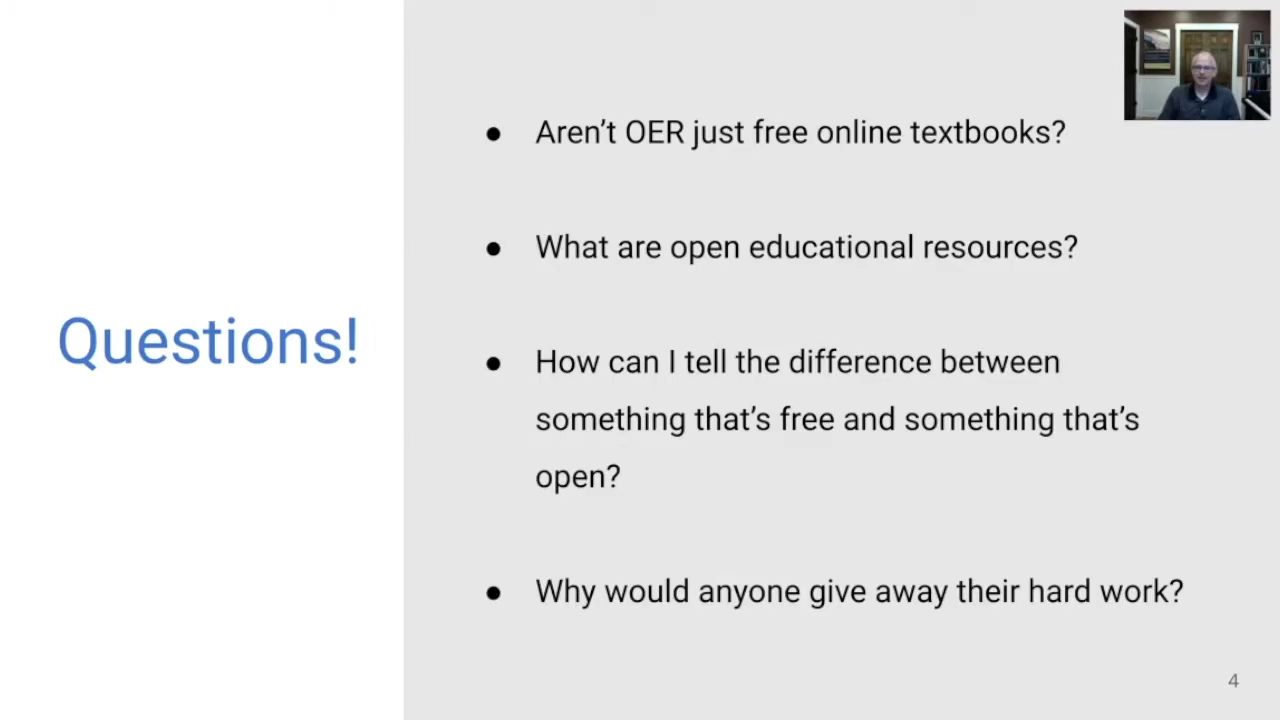 Questions!
● Aren't OER just free online textbooks?
● What are open educational resources?
● How can I tell the difference between
something that's free and something that's
open?
● Why would anyone give away their hard work?
4